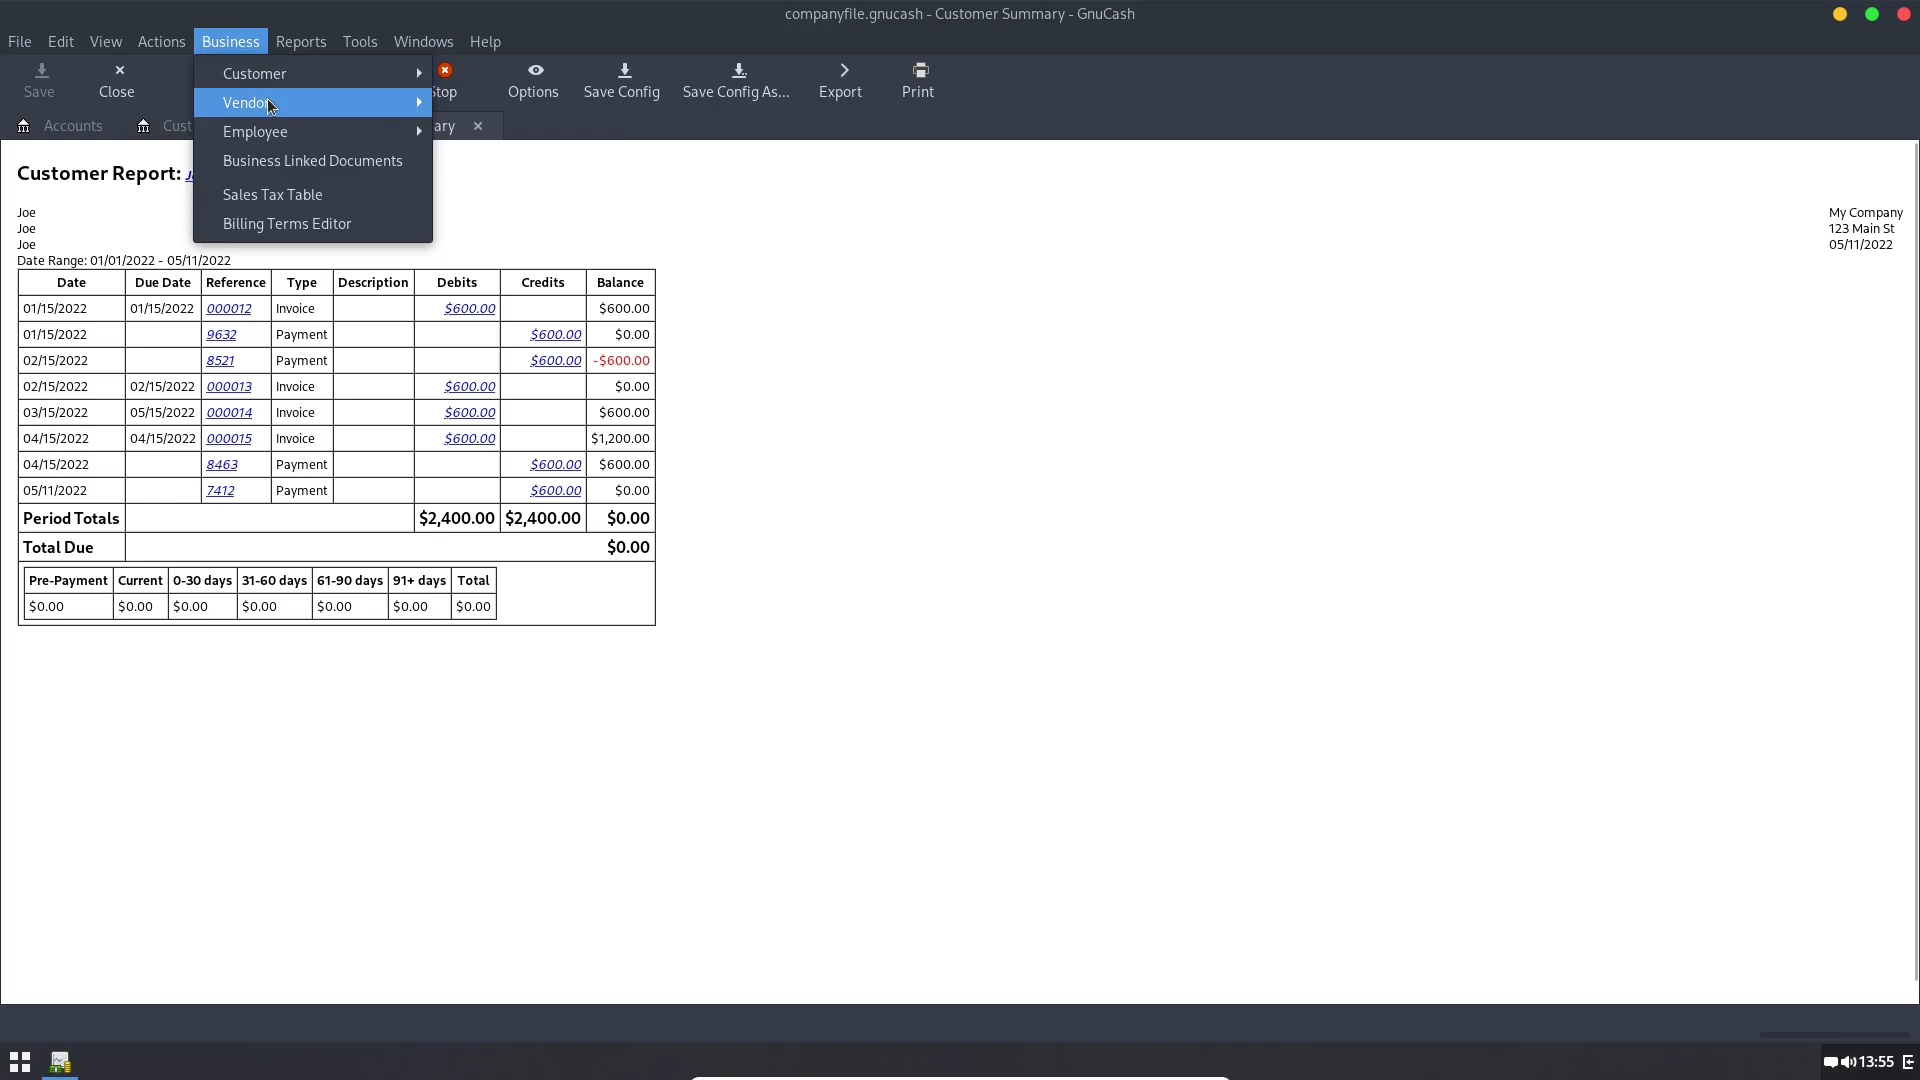 companyfile.gnucash - Customer Summary - GnuCash
File Edit View Actions Business Reports Tools Windows Help
Save Close Stop Options Save Config Save Config As... Export Print
Customer
Vendor
Employee
Business Linked Documents
Sales Tax Table
Billing Terms Editor
Accounts Cust ary
Customer Report:
Joe
Joe
Joe
My Company
123 Main St
05/11/2022
Date Range: 01/01/2022 - 05/11/2022
Date Due Date Reference Type Description Debits Credits Balance
01/15/2022 01/15/2022 000012 Invoice $600.00 $600.00
01/15/2022 9632 Payment $600.00 $0.00
02/15/2022 8521 Payment $600.00 -$600.00
02/15/2022 02/15/2022 000013 Invoice $600.00 $0.00
03/15/2022 05/15/2022 000014 Invoice $600.00 $600.00
04/15/2022 04/15/2022 000015 Invoice $600.00 $1,200.00
04/15/2022 8463 Payment $600.00 $600.00
05/11/2022 7412 Payment $600.00 $0.00
Period Totals $2,400.00 $2,400.00 $0.00
Total Due $0.00
Pre-Payment Current 0-30 days 31-60 days 61-90 days 91+ days Total
$0.00 $0.00 $0.00 $0.00 $0.00 $0.00 $0.00
13:55